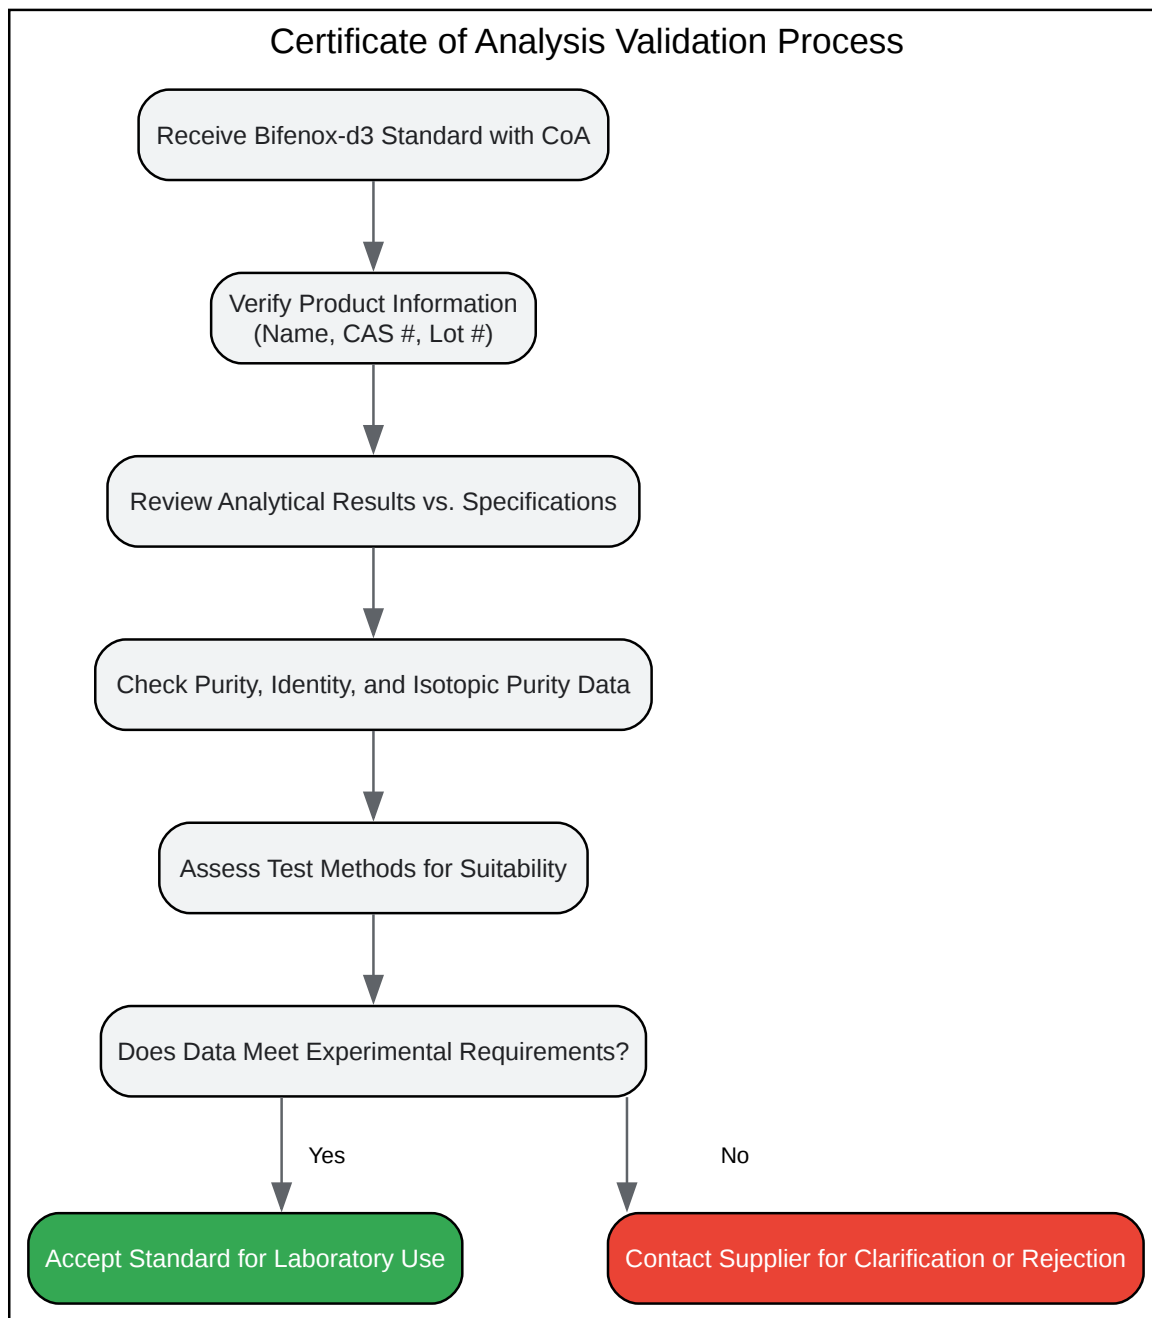 Certificate of Analysis Validation Process
Receive Bifenox-d3 Standard with CoA
Verify Product Information
(Name, CAS #, Lot #)
Review Analytical Results vs. Specifications
Check Purity, Identity, and Isotopic Purity Data
Assess Test Methods for Suitability
Does Data Meet Experimental Requirements?
Yes
No
Accept Standard for Laboratory Use
Contact Supplier for Clarification or Rejection